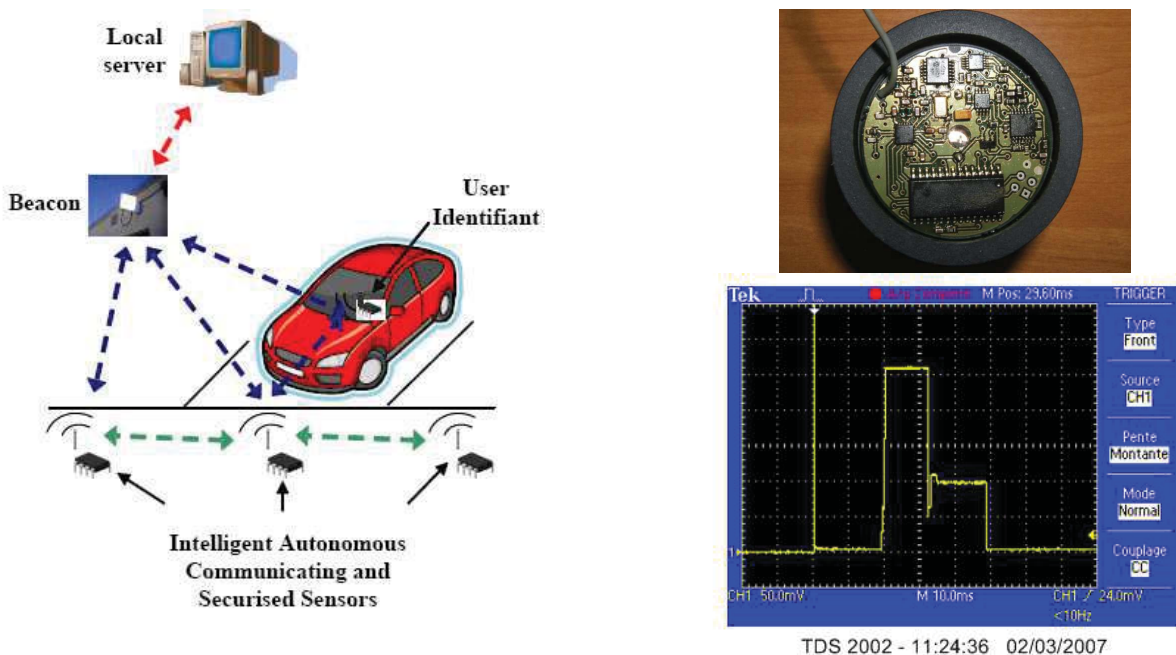 Local
server
Beacon
User
Identifiant
Intelligent Autonomous
Communicating and
Securised Sensors
Tek
M Pos: 29.60ms
TRIGGER
Type
Front
Source
CH1
Pente
Montante
Mode
Normal
Couplage
CC
1
CH1 50.0mV
M 10.0ms
CH1 / 24.0mV
<10Hz
TDS 2002 - 11:24:36 02/03/2007